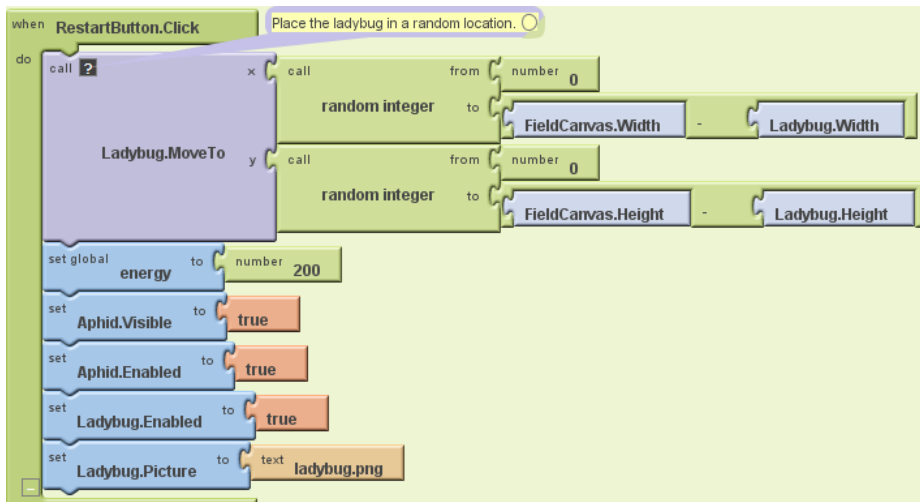 when RestartButton.Click
Place the ladybug in a random location.
do
call ? x call from number 0
random integer to FieldCanvas.Width - Ladybug.Width
Ladybug.MoveTo y call from number 0
random integer to FieldCanvas.Height - Ladybug.Height
set global energy to number 200
set Aphid.Visible to true
set Aphid.Enabled to true
set Ladybug.Enabled to true
set Ladybug.Picture to text ladybug.png